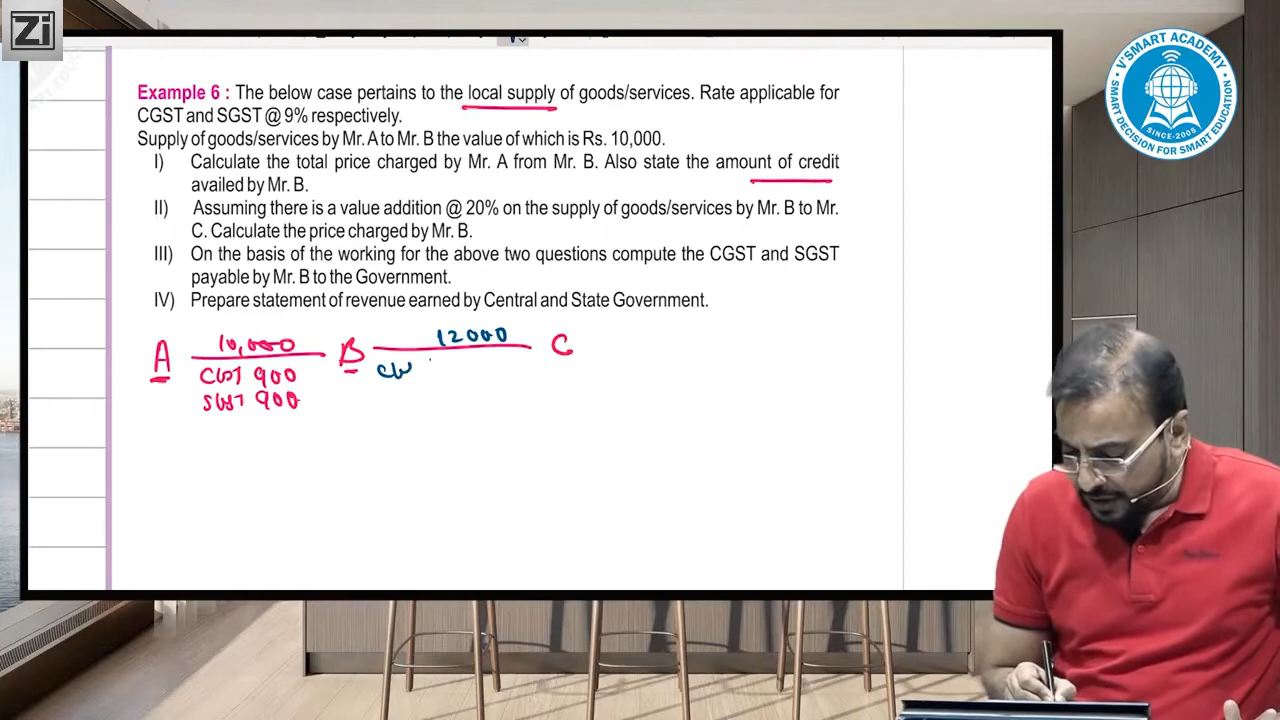 Zi
Example 6 : The below case pertains to the local supply of goods/services. Rate applicable for
CGST and SGST @ 9% respectively.
Supply of goods/services by Mr. A to Mr. B the value of which is Rs. 10,000.
I) Calculate the total price charged by Mr. A from Mr. B. Also state the amount of credit
availed by Mr. B.
II) Assuming there is a value addition @ 20% on the supply of goods/services by Mr. B to Mr.
C. Calculate the price charged by Mr. B.
III) On the basis of the working for the above two questions compute the CGST and SGST
payable by Mr. B to the Government.
IV) Prepare statement of revenue earned by Central and State Government.
A 10,000 B 12000 C
CGST 900
SGST 900
V'SMART ACADEMY
SINCE-2005
SMART DECISION FOR SMART EDUCATION